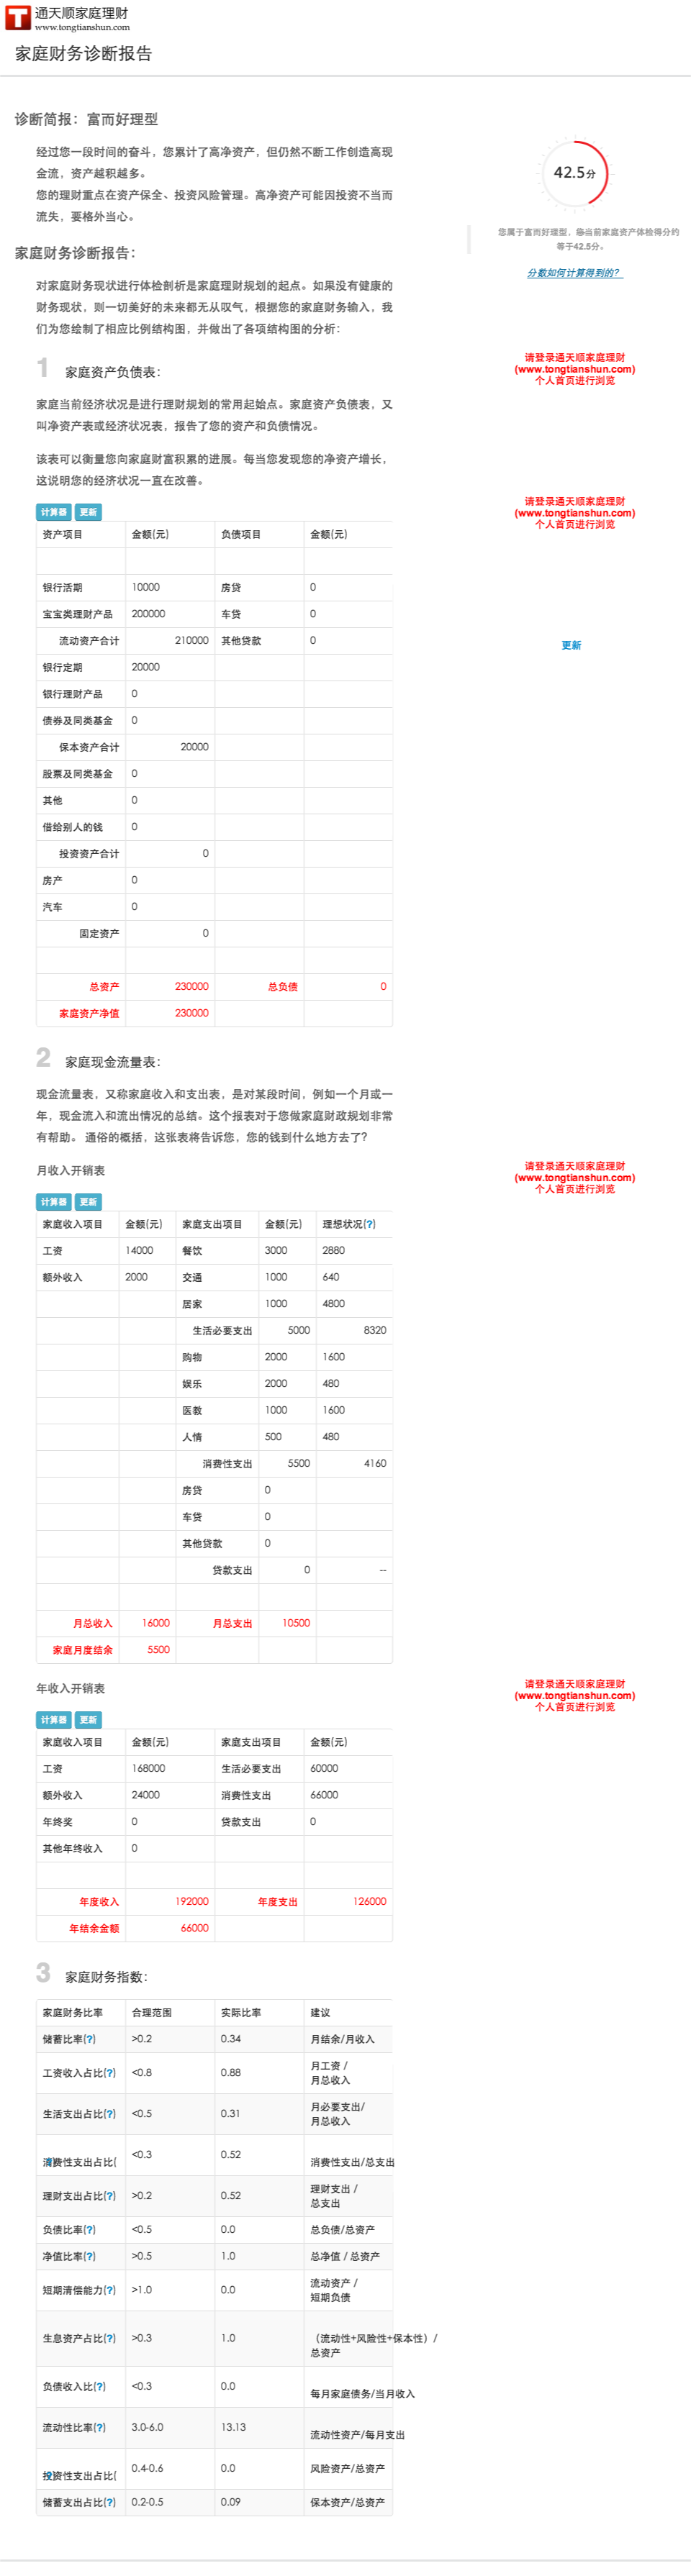 通天顺家庭理财
www.tongtianshun.com
家庭财务诊断报告
诊断简报：富而好理型
经过您一段时间的奋斗，您累计了高净资产，但仍然不断工作创造高现
金流，资产越积越多。
您的理财重点在资产保全、投资风险管理。高净资产可能因投资不当而
流失，要格外当心。
42.5分
您属于富而好理型，您当前家庭资产体检得分约
等于42.5分。
分数如何计算得到的？
家庭财务诊断报告：
对家庭财务现状进行体检剖析是家庭理财规划的起点。如果没有健康的
财务现状，则一切美好的未来都无从叹气，根据您的家庭财务输入，我
们为您绘制了相应比例结构图，并做出了各项结构图的分析：
1 家庭资产负债表：
请登录通天顺家庭理财
(www.tongtianshun.com)
个人首页进行浏览
家庭当前经济状况是进行理财规划的常用起始点。家庭资产负债表，又
叫净资产表或经济状况表，报告了您的资产和负债情况。
该表可以衡量您向家庭财富积累的进展。每当您发现您的净资产增长，
这说明您的经济状况一直在改善。
请登录通天顺家庭理财
(www.tongtianshun.com)
个人首页进行浏览
计算器 更新
资产项目 金额(元) 负债项目 金额(元)
银行活期 10000 房贷 0
宝宝类理财产品 200000 车贷 0
流动资产合计 210000 其他贷款 0
更新
银行定期 20000
银行理财产品 0
债券及同类基金 0
保本资产合计 20000
股票及同类基金 0
其他 0
借给别人的钱 0
投资资产合计 0
房产 0
汽车 0
固定资产 0
总资产 230000 总负债 0
家庭资产净值 230000
2 家庭现金流量表：
现金流量表，又称家庭收入和支出表，是对某段时间，例如一个月或一
年，现金流入和流出情况的总结。这个报表对于您做家庭财政规划非常
有帮助。 通俗的概括，这张表将告诉您，您的钱到什么地方去了？
月收入开销表
请登录通天顺家庭理财
(www.tongtianshun.com)
个人首页进行浏览
计算器 更新
家庭收入项目 金额(元) 家庭支出项目 金额(元) 理想状况(?)
工资 14000 餐饮 3000 2880
额外收入 2000 交通 1000 640
居家 1000 4800
生活必要支出 5000 8320
购物 2000 1600
娱乐 2000 480
医教 1000 1600
人情 500 480
消费性支出 5500 4160
房贷 0
车贷 0
其他贷款 0
贷款支出 0 --
月总收入 16000 月总支出 10500
家庭月度结余 5500
年收入开销表
请登录通天顺家庭理财
(www.tongtianshun.com)
个人首页进行浏览
计算器 更新
家庭收入项目 金额(元) 家庭支出项目 金额(元)
工资 168000 生活必要支出 60000
额外收入 24000 消费性支出 66000
年终奖 0 贷款支出 0
其他年终收入 0
年度收入 192000 年度支出 126000
年结余金额 66000
3 家庭财务指数：
家庭财务比率 合理范围 实际比率 建议
储蓄比率(?) >0.2 0.34 月结余/月收入
工资收入占比(?) <0.8 0.88 月工资 /
月总收入
生活支出占比(?) <0.5 0.31 月必要支出/
月总收入
消费性支出占比(?) <0.3 0.52 消费性支出/总支出
理财支出占比(?) >0.2 0.52 理财支出 /
总支出
负债比率(?) <0.5 0.0 总负债/总资产
净值比率(?) >0.5 1.0 总净值 / 总资产
短期清偿能力(?) >1.0 0.0 流动资产 /
短期负债
生息资产占比(?) >0.3 1.0 （流动性+风险性+保本性）/
总资产
负债收入比(?) <0.3 0.0 每月家庭债务/当月收入
流动性比率(?) 3.0-6.0 13.13 流动性资产/每月支出
投资性支出占比(?) 0.4-0.6 0.0 风险资产/总资产
储蓄支出占比(?) 0.2-0.5 0.09 保本资产/总资产